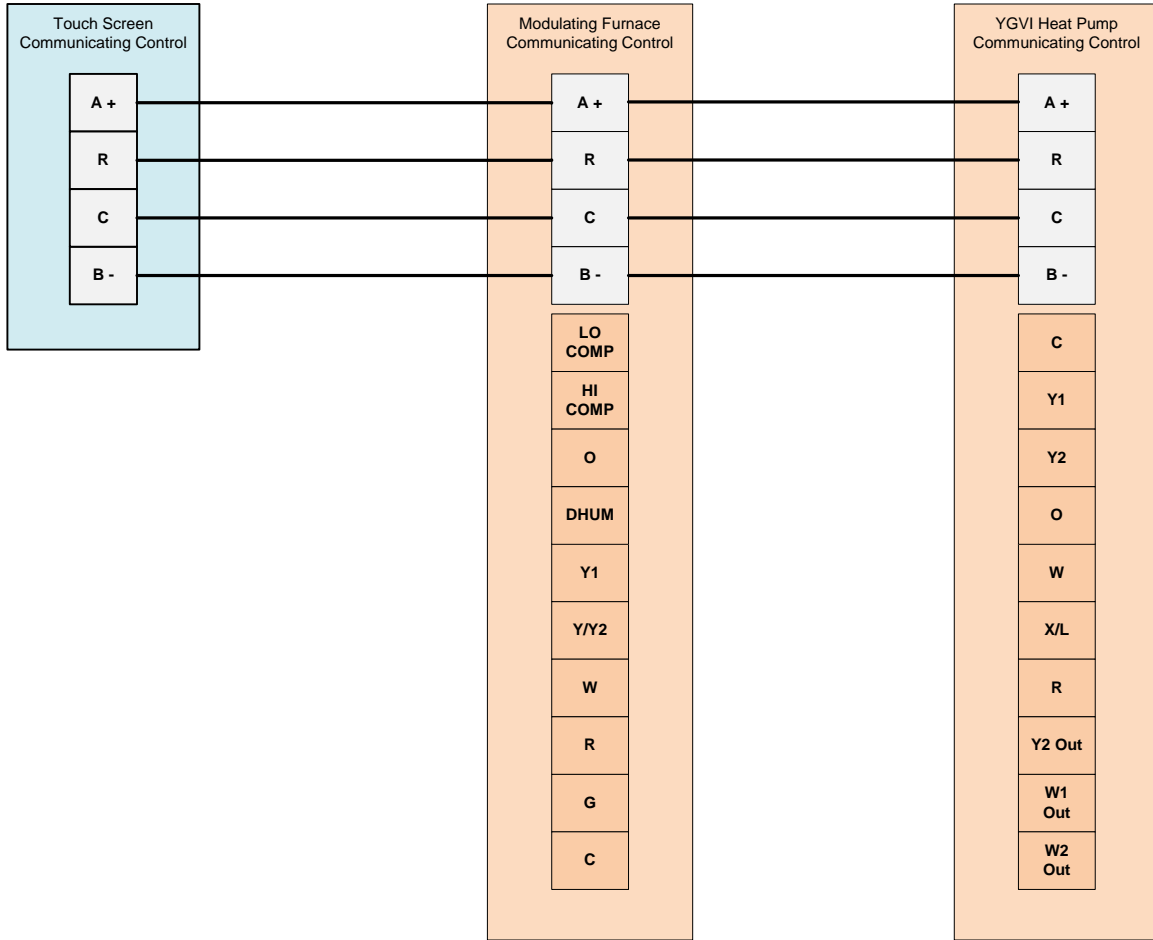 Touch Screen
Communicating Control
A +
R
C
B -
Modulating Furnace
Communicating Control
A +
R
C
B -
LO
COMP
HI
COMP
O
DHUM
Y1
Y/Y2
W
R
G
C
YGVI Heat Pump
Communicating Control
A +
R
C
B -
C
Y1
Y2
O
W
X/L
R
Y2 Out
W1
Out
W2
Out